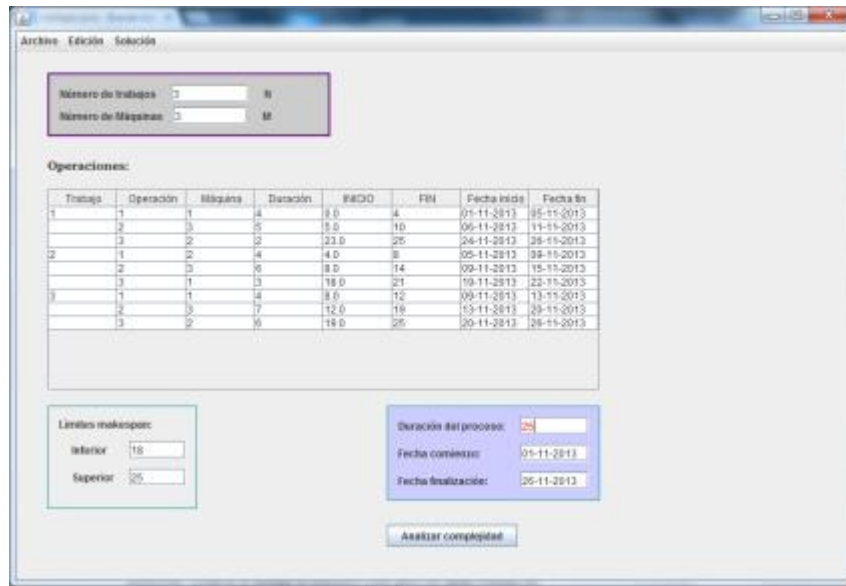 Archivo Edición Solución
Número de trabajos 3 N
Número de Máquinas 3 M
Operaciones:
Trabajo Operación Máquina Duración INICIO FIN Fecha inicio Fecha fin
1 1 1 4 0.0 4 01-11-2013 05-11-2013
2 3 5 5.0 10 06-11-2013 11-11-2013
3 2 2 23.0 25 24-11-2013 26-11-2013
2 1 2 4 4.0 8 05-11-2013 09-11-2013
2 3 6 8.0 14 09-11-2013 15-11-2013
3 1 3 18.0 21 19-11-2013 22-11-2013
3 1 1 4 8.0 12 09-11-2013 13-11-2013
2 3 7 12.0 19 13-11-2013 20-11-2013
3 2 6 19.0 25 20-11-2013 26-11-2013
Límites makespan:
Inferior 18
Superior 25
Duración del proceso: 25
Fecha comienzo: 01-11-2013
Fecha finalización: 26-11-2013
Analizar complejidad